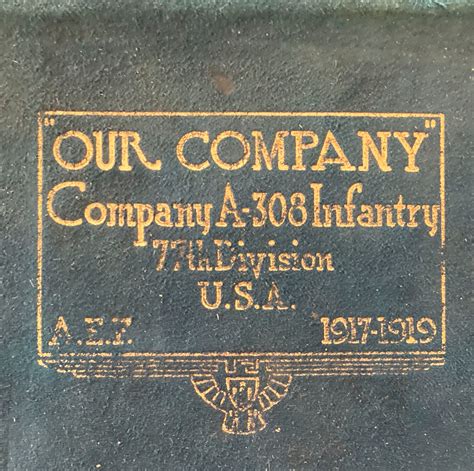 "OUR COMPANY"
Company A-308 Infantry
77th Division
U.S.A.
A.E.F. 1917-1919